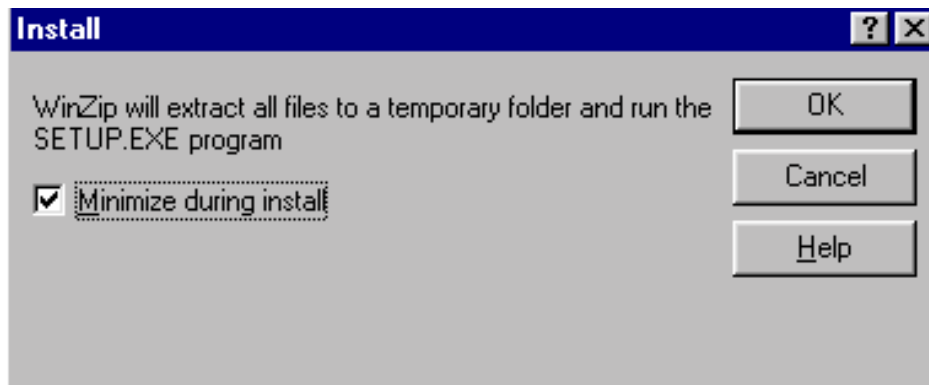 Install
WinZip will extract all files to a temporary folder and run the
SETUP.EXE program
Minimize during install
OK
Cancel
Help